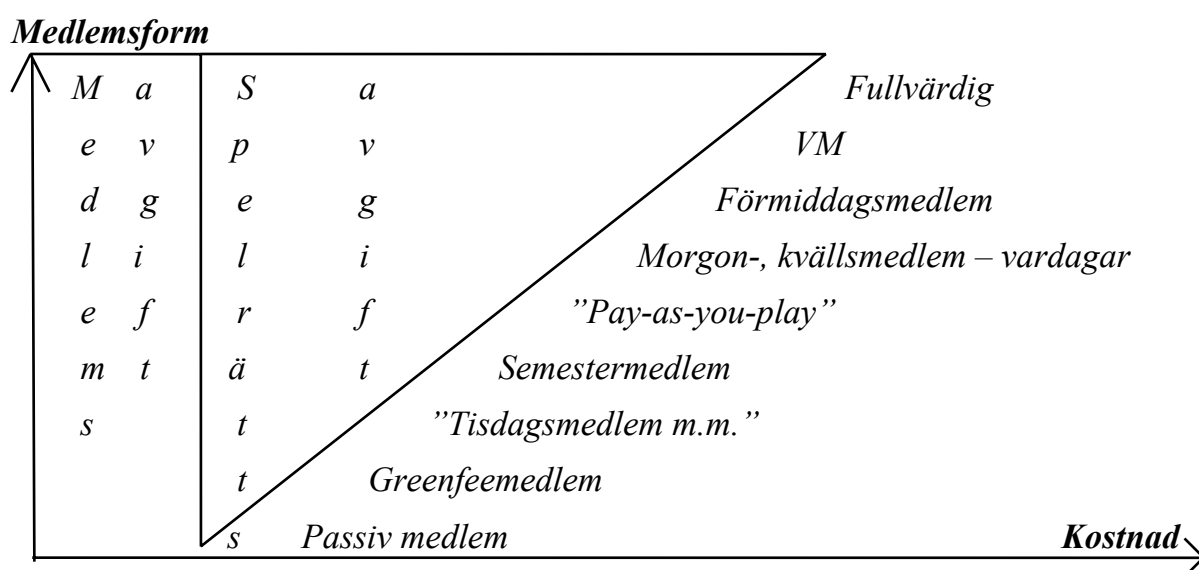 Medlemsform
M a S a Fullvärdig
e v p v VM
d g e g Förmiddagsmedlem
l i l i Morgon-, kvällsmedlem – vardagar
e f r f ”Pay-as-you-play”
m t ä t Semestermedlem
s t ”Tisdagsmedlem m.m.”
t Greenfeemedlem
s Passiv medlem Kostnad